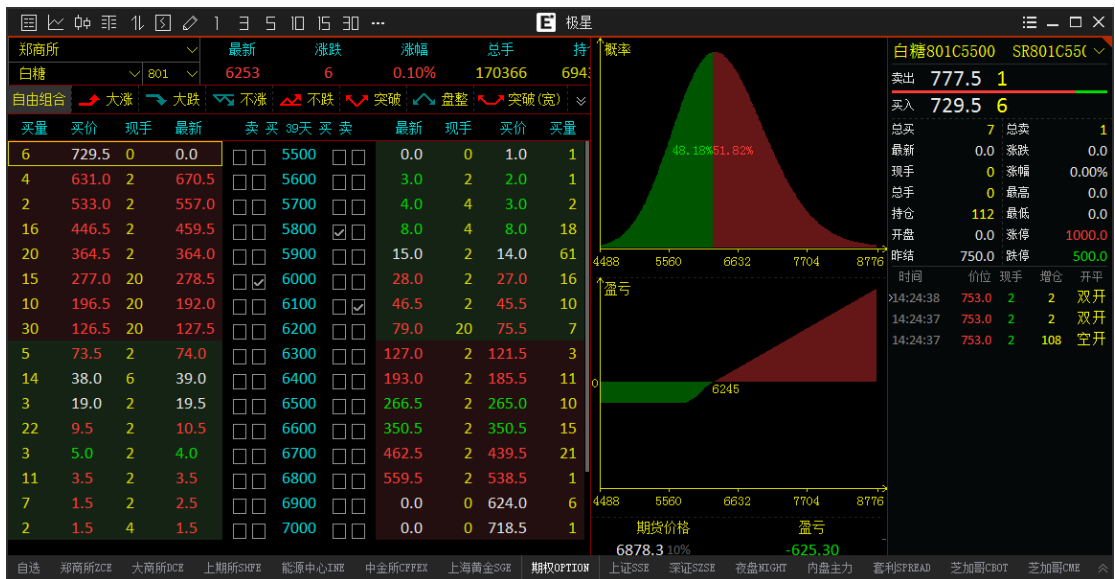 1 3 5 10 15 30 ··· E 极星
郑商所 最新 涨跌 涨幅 总手 持
白糖 801 6253 6 0.10% 170366 694
自由组合 大涨 大跌 不涨 不跌 突破 盘整 突破(宽)
买量 买价 现手 最新 卖 买 39天 买 卖 最新 现手 买价 买量
6 729.5 0 0.0 5500 0.0 0 1.0 1
4 631.0 2 670.5 5600 3.0 2 2.0 1
2 533.0 2 557.0 5700 4.0 4 3.0 2
16 446.5 2 459.5 5800 8.0 4 8.0 18
20 364.5 2 364.0 5900 15.0 2 14.0 61
15 277.0 20 278.5 6000 28.0 2 27.0 16
10 196.5 20 192.0 6100 46.5 2 45.5 10
30 126.5 20 127.5 6200 79.0 20 75.5 7
5 73.5 2 74.0 6300 127.0 2 121.5 3
14 38.0 6 39.0 6400 193.0 2 185.5 11
3 19.0 2 19.5 6500 266.5 2 265.0 10
22 9.5 2 10.5 6600 350.5 2 350.5 15
3 5.0 2 4.0 6700 462.5 2 439.5 21
11 3.5 2 3.5 6800 559.5 2 538.5 1
7 1.5 2 2.5 6900 0.0 0 624.0 6
2 1.5 4 1.5 7000 0.0 0 718.5 1
概率
48.18% 51.82%
4488 5560 6632 7704 8776
盈亏
0
6245
4488 5560 6632 7704 8776
期货价格 盈亏
6878.3 10% -625.30
白糖801C5500 SR801C55(
卖出 777.5 1
买入 729.5 6
总买 7 总卖 1
最新 0.0 涨跌 0.0
现手 0 涨幅 0.00%
总手 0 最高 0.0
持仓 112 最低 0.0
开盘 0.0 涨停 1000.0
昨结 750.0 跌停 500.0
时间 价位 现手 增仓 开平
14:24:38 753.0 2 2 双开
14:24:37 753.0 2 2 双开
14:24:37 753.0 2 108 空开
自选 郑商所ZCE 大商所DCE 上期所SHFE 能源中心INE 中金所CFFEX 上海黄金SGE 期权OPTION 上证SSE 深证SZSE 夜盘NIGHT 内盘主力 套利SPREAD 芝加哥CBOT 芝加哥CME